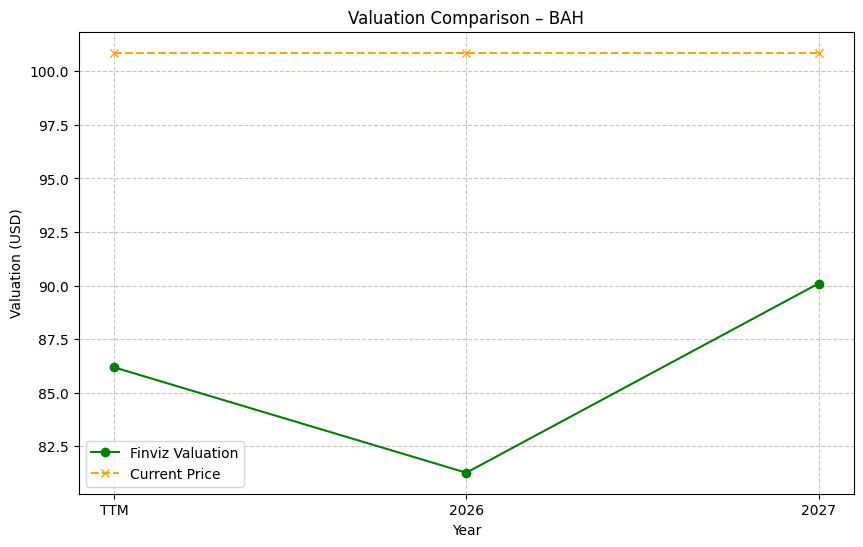 Valuation Comparison – BAH
Valuation (USD)
100.0
97.5
95.0
92.5
90.0
87.5
85.0
82.5
Finviz Valuation
Current Price
TTM
2026
2027
Year